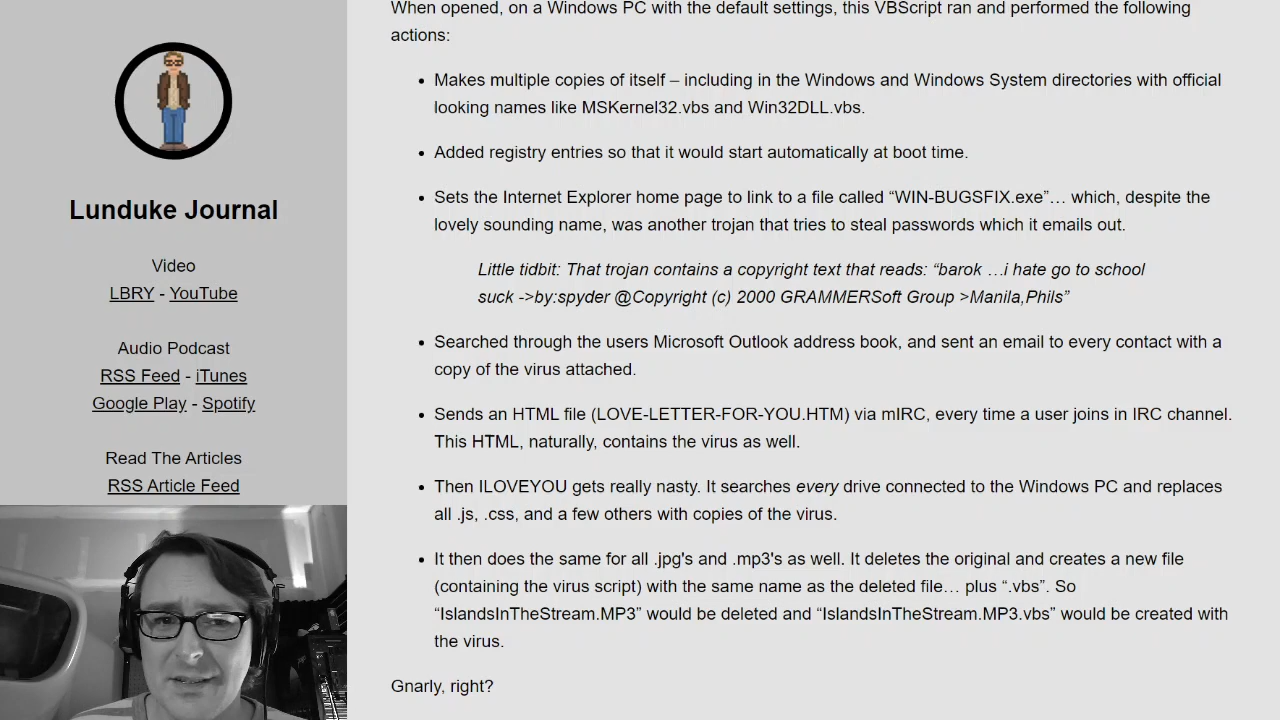 Lunduke Journal
Video
LBRY - YouTube
Audio Podcast
RSS Feed - iTunes
Google Play - Spotify
Read The Articles
RSS Article Feed
When opened, on a Windows PC with the default settings, this VBScript ran and performed the following
actions:
• Makes multiple copies of itself – including in the Windows and Windows System directories with official
looking names like MSKernel32.vbs and Win32DLL.vbs.
• Added registry entries so that it would start automatically at boot time.
• Sets the Internet Explorer home page to link to a file called “WIN-BUGSFIX.exe”… which, despite the
lovely sounding name, was another trojan that tries to steal passwords which it emails out.
Little tidbit: That trojan contains a copyright text that reads: “barok …i hate go to school
suck ->by:spyder @Copyright (c) 2000 GRAMMERSoft Group >Manila,Phils”
• Searched through the users Microsoft Outlook address book, and sent an email to every contact with a
copy of the virus attached.
• Sends an HTML file (LOVE-LETTER-FOR-YOU.HTM) via mIRC, every time a user joins in IRC channel.
This HTML, naturally, contains the virus as well.
• Then ILOVEYOU gets really nasty. It searches every drive connected to the Windows PC and replaces
all .js, .css, and a few others with copies of the virus.
• It then does the same for all .jpg's and .mp3's as well. It deletes the original and creates a new file
(containing the virus script) with the same name as the deleted file… plus “.vbs”. So
“IslandsInTheStream.MP3” would be deleted and “IslandsInTheStream.MP3.vbs” would be created with
the virus.
Gnarly, right?